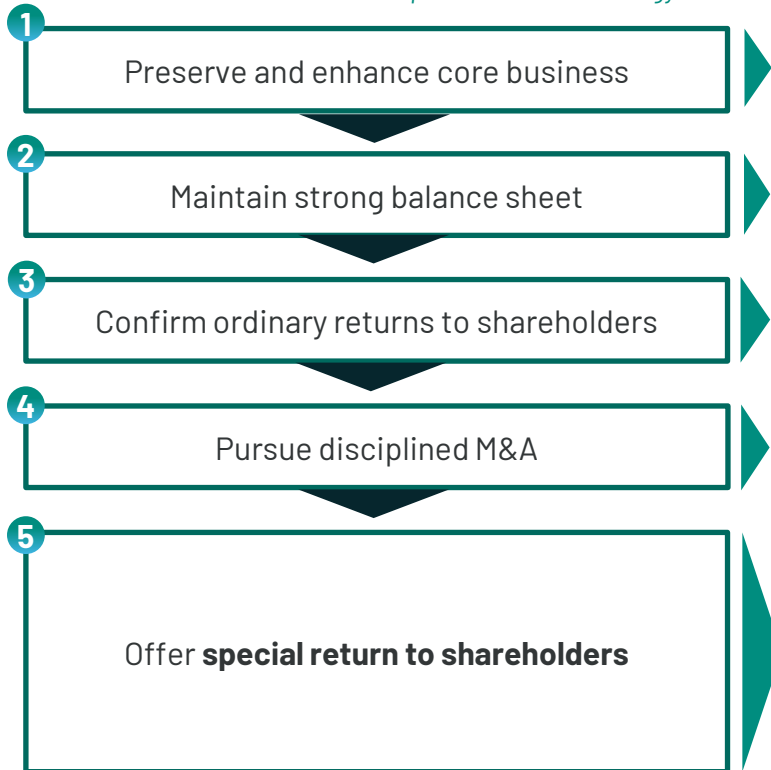 1
Preserve and enhance core business
2
Maintain strong balance sheet
3
Confirm ordinary returns to shareholders
4
Pursue disciplined M&A
5
Offer special return to shareholders